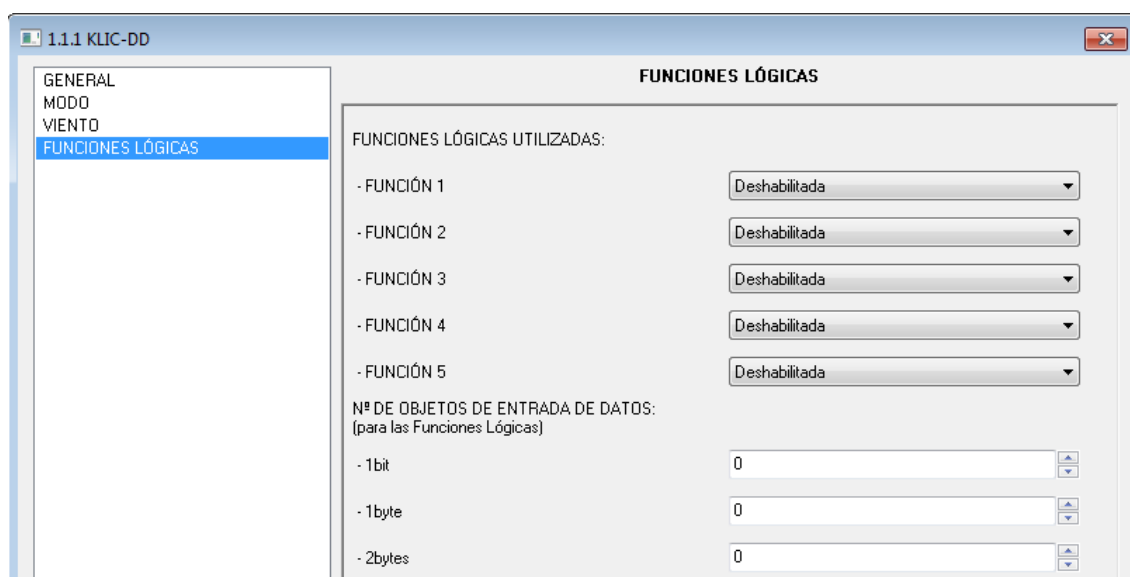 1.1.1 KLIC-DD
GENERAL
MODO
VIENTO
FUNCIONES LÓGICAS
FUNCIONES LÓGICAS
FUNCIONES LÓGICAS UTILIZADAS:
- FUNCIÓN 1 Deshabilitada
- FUNCIÓN 2 Deshabilitada
- FUNCIÓN 3 Deshabilitada
- FUNCIÓN 4 Deshabilitada
- FUNCIÓN 5 Deshabilitada
Nº DE OBJETOS DE ENTRADA DE DATOS:
(para las Funciones Lógicas)
- 1bit 0
- 1byte 0
- 2bytes 0